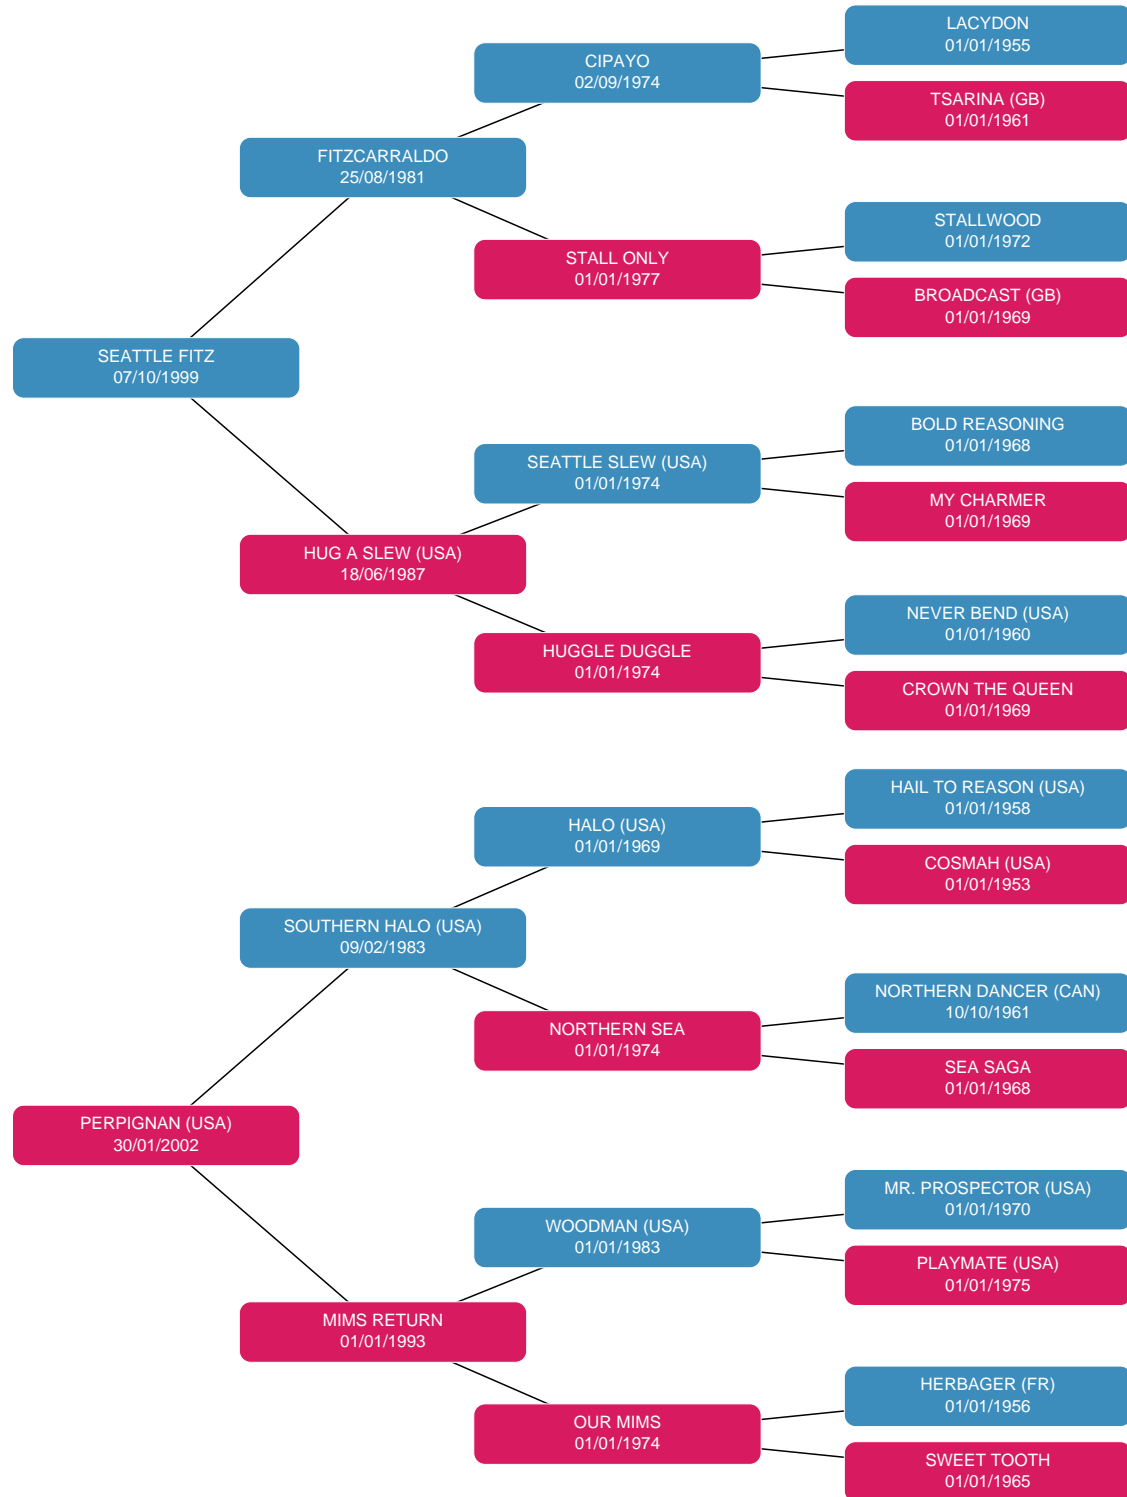 LACYDON
01/01/1955
CIPAYO
02/09/1974
TSARINA (GB)
01/01/1961
FITZCARRALDO
25/08/1981
STALLWOOD
01/01/1972
STALL ONLY
01/01/1977
BROADCAST (GB)
01/01/1969
SEATTLE FITZ
07/10/1999
BOLD REASONING
01/01/1968
SEATTLE SLEW (USA)
01/01/1974
MY CHARMER
01/01/1969
HUG A SLEW (USA)
18/06/1987
NEVER BEND (USA)
01/01/1960
HUGGLE DUGGLE
01/01/1974
CROWN THE QUEEN
01/01/1969
HAIL TO REASON (USA)
01/01/1958
HALO (USA)
01/01/1969
COSMAH (USA)
01/01/1953
SOUTHERN HALO (USA)
09/02/1983
NORTHERN DANCER (CAN)
10/10/1961
NORTHERN SEA
01/01/1974
SEA SAGA
01/01/1968
PERPIGNAN (USA)
30/01/2002
MR. PROSPECTOR (USA)
01/01/1970
WOODMAN (USA)
01/01/1983
PLAYMATE (USA)
01/01/1975
MIMS RETURN
01/01/1993
HERBAGER (FR)
01/01/1956
OUR MIMS
01/01/1974
SWEET TOOTH
01/01/1965